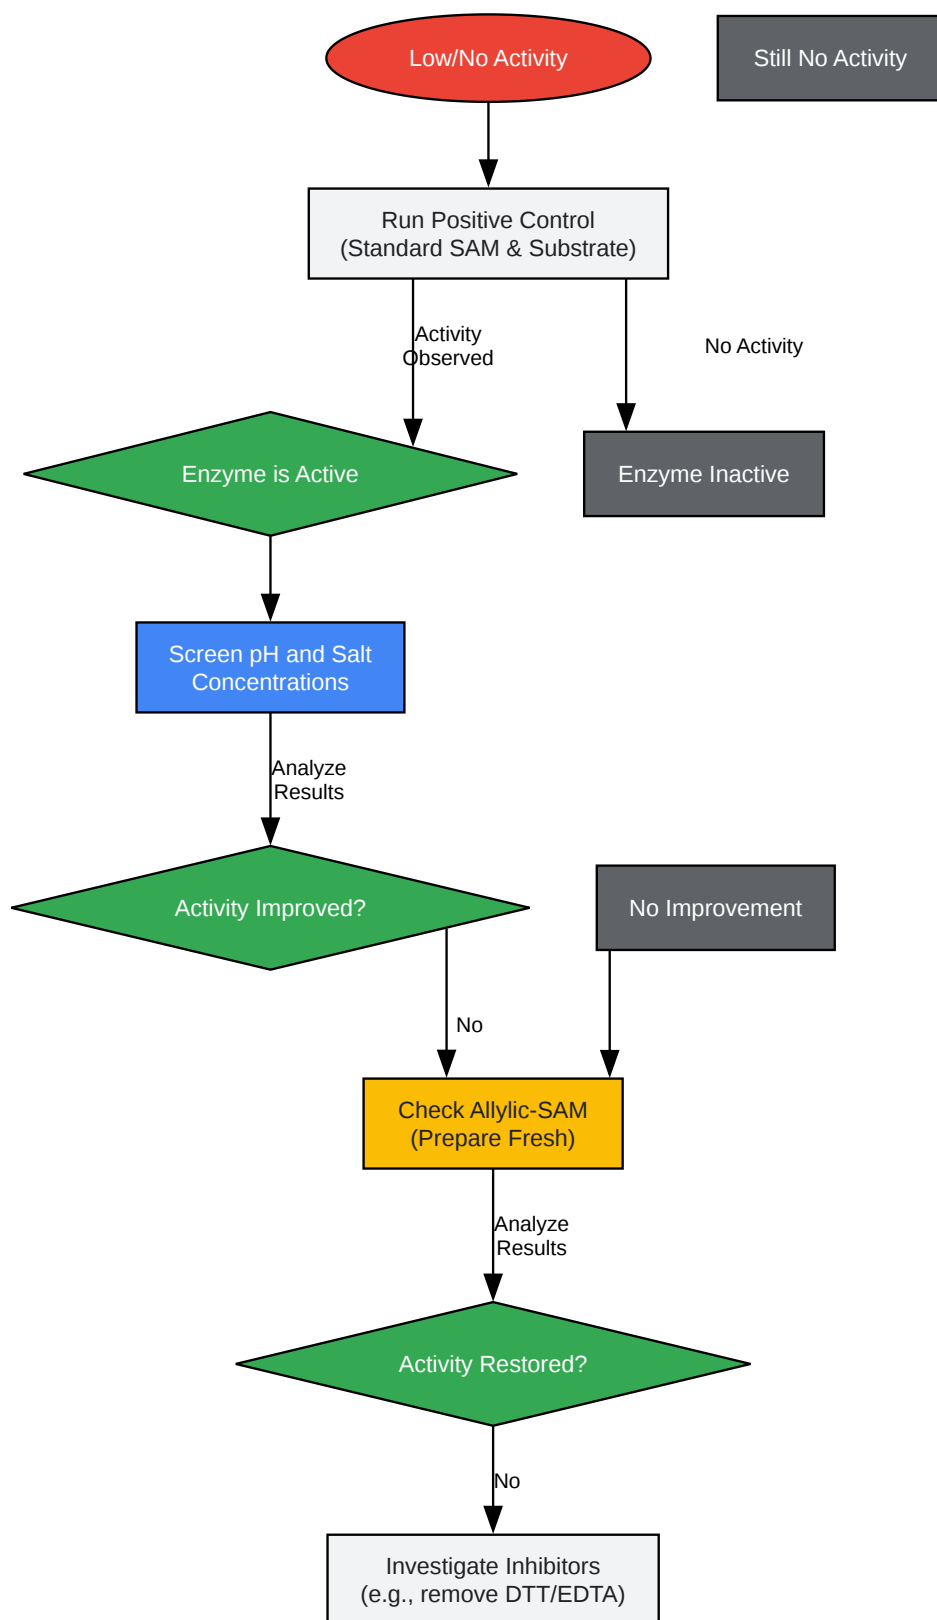 Low/No Activity
Still No Activity
Run Positive Control
(Standard SAM & Substrate)
Activity
Observed
No Activity
Enzyme is Active
Enzyme Inactive
Screen pH and Salt
Concentrations
Analyze
Results
Activity Improved?
No Improvement
No
Check Allylic-SAM
(Prepare Fresh)
Analyze
Results
Activity Restored?
No
Investigate Inhibitors
(e.g., remove DTT/EDTA)